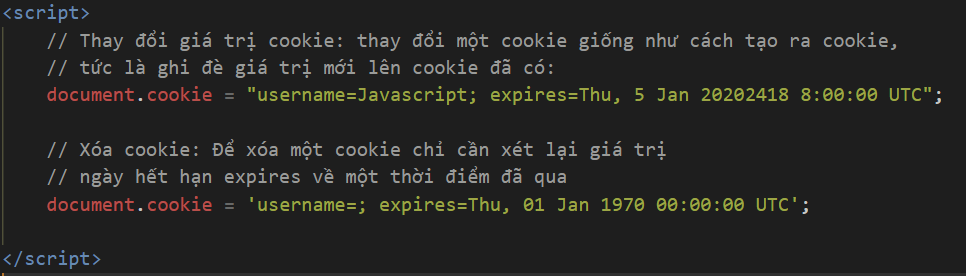 <script>
// Thay đổi giá trị cookie: thay đổi một cookie giống như cách tạo ra cookie,
// tức là ghi đè giá trị mới lên cookie đã có:
document.cookie = "username=Javascript; expires=Thu, 5 Jan 20202418 8:00:00 UTC";
// Xóa cookie: Để xóa một cookie chỉ cần xét lại giá trị
// ngày hết hạn expires về một thời điểm đã qua
document.cookie = 'username=; expires=Thu, 01 Jan 1970 00:00:00 UTC';
</script>